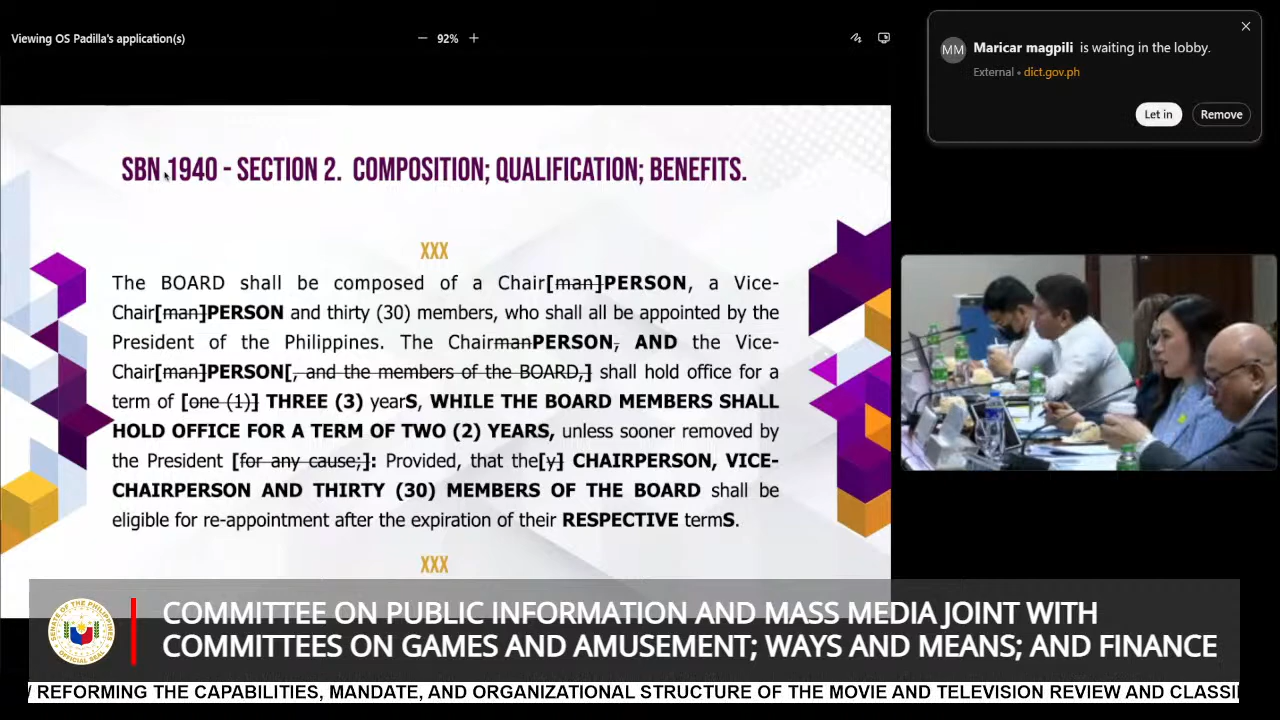 Viewing OS Padilla's application(s)
92%
MM
Maricar magpili is waiting in the lobby.
External • dict.gov.ph
Let in
Remove
SBN 1940 - SECTION 2. COMPOSITION; QUALIFICATION; BENEFITS.
XXX
The BOARD shall be composed of a Chair[man]PERSON, a Vice-
Chair[man]PERSON and thirty (30) members, who shall all be appointed by the
President of the Philippines. The ChairmanPERSON, AND the Vice-
Chair[man]PERSON[, and the members of the BOARD,] shall hold office for a
term of [one (1)] THREE (3) yearS, WHILE THE BOARD MEMBERS SHALL
HOLD OFFICE FOR A TERM OF TWO (2) YEARS, unless sooner removed by
the President [for any cause;]: Provided, that the[y] CHAIRPERSON, VICE-
CHAIRPERSON AND THIRTY (30) MEMBERS OF THE BOARD shall be
eligible for re-appointment after the expiration of their RESPECTIVE termS.
XXX
SENATE OF THE PHILIPPINES
OFFICIAL SEAL
COMMITTEE ON PUBLIC INFORMATION AND MASS MEDIA JOINT WITH
COMMITTEES ON GAMES AND AMUSEMENT; WAYS AND MEANS; AND FINANCE
/ REFORMING THE CAPABILITIES, MANDATE, AND ORGANIZATIONAL STRUCTURE OF THE MOVIE AND TELEVISION REVIEW AND CLASSI